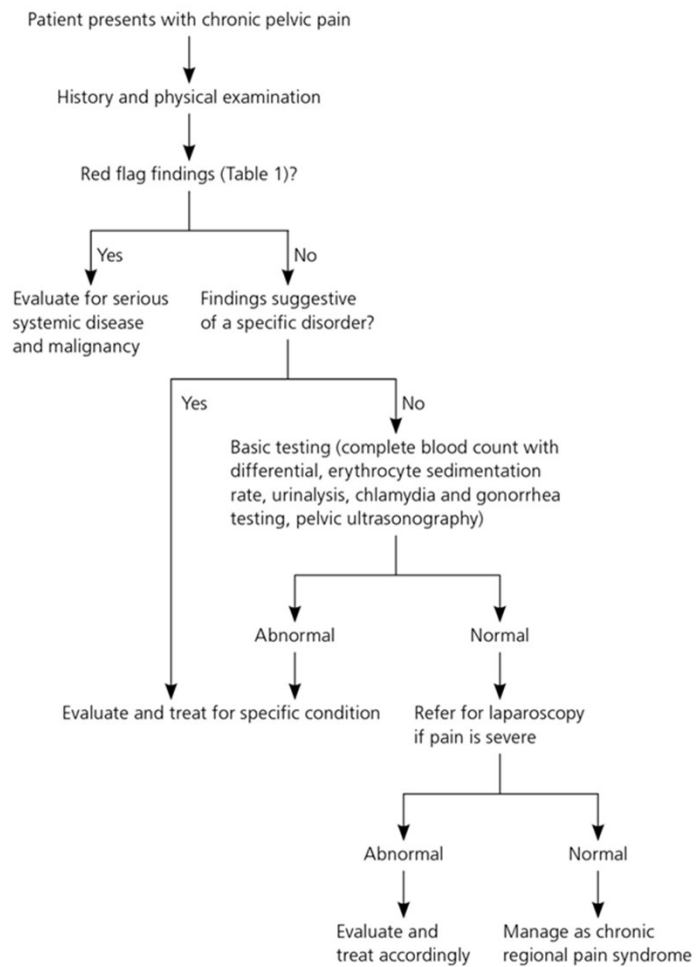 Patient presents with chronic pelvic pain
History and physical examination
Red flag findings (Table 1)?
Yes
No
Evaluate for serious
systemic disease
and malignancy
Findings suggestive
of a specific disorder?
Yes
No
Basic testing (complete blood count with
differential, erythrocyte sedimentation
rate, urinalysis, chlamydia and gonorrhea
testing, pelvic ultrasonography)
Abnormal
Normal
Evaluate and treat for specific condition
Refer for laparoscopy
if pain is severe
Abnormal
Normal
Evaluate and
treat accordingly
Manage as chronic
regional pain syndrome